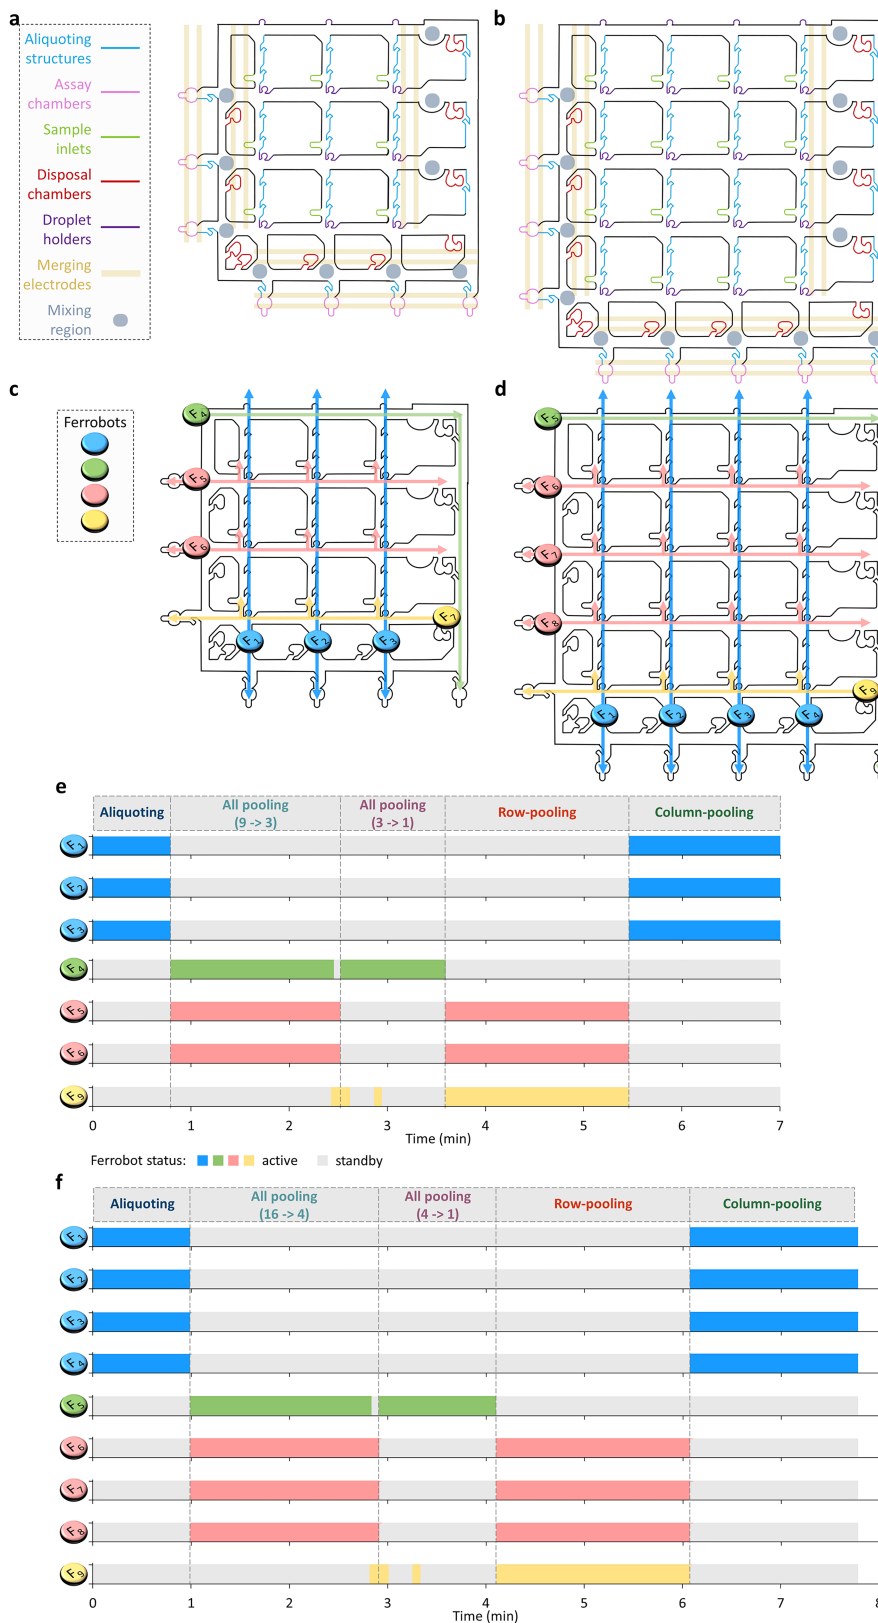 a
b
Aliquoting
structures
Assay
chambers
Sample
inlets
Disposal
chambers
Droplet
holders
Merging
electrodes
Mixing
region
c
d
Ferrobots
F4
F5
F6
F7
F1
F2
F3
F5
F6
F7
F8
F9
F1
F2
F3
F4
e
Aliquoting
All pooling
(9 -> 3)
All pooling
(3 -> 1)
Row-pooling
Column-pooling
F1
F2
F3
F4
F5
F6
F9
0 1 2 3 4 5 6 7
Time (min)
Ferrobot status: active standby
f
Aliquoting
All pooling
(16 -> 4)
All pooling
(4 -> 1)
Row-pooling
Column-pooling
F1
F2
F3
F4
F5
F6
F7
F8
F9
0 1 2 3 4 5 6 7 8
Time (min)